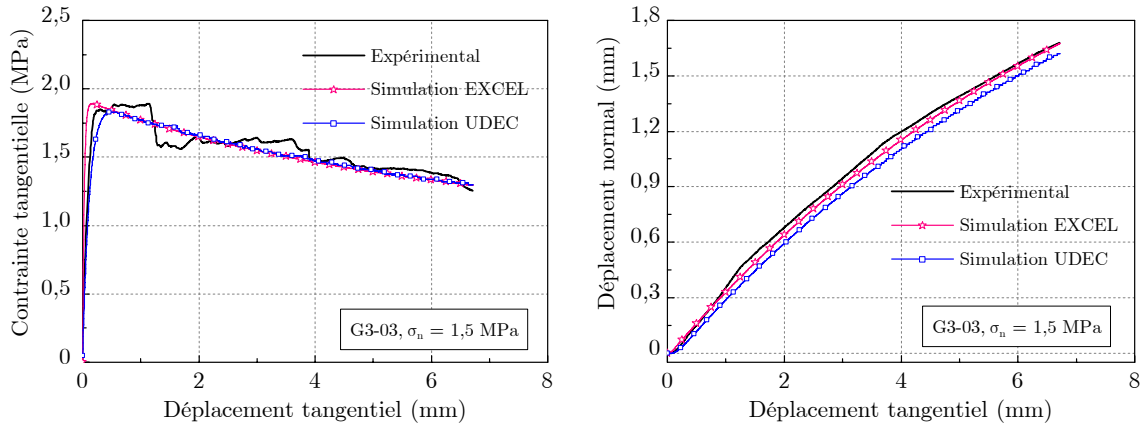 2,5
2,0
1,5
1,0
0,5
0
0
2
4
6
8
Contrainte tangentielle (MPa)
Déplacement tangentiel (mm)
Expérimental
Simulation EXCEL
Simulation UDEC
G3-03, σn = 1,5 MPa
1,8
1,5
1,2
0,9
0,6
0,3
0
0
2
4
6
8
Déplacement normal (mm)
Déplacement tangentiel (mm)
Expérimental
Simulation EXCEL
Simulation UDEC
G3-03, σn = 1,5 MPa